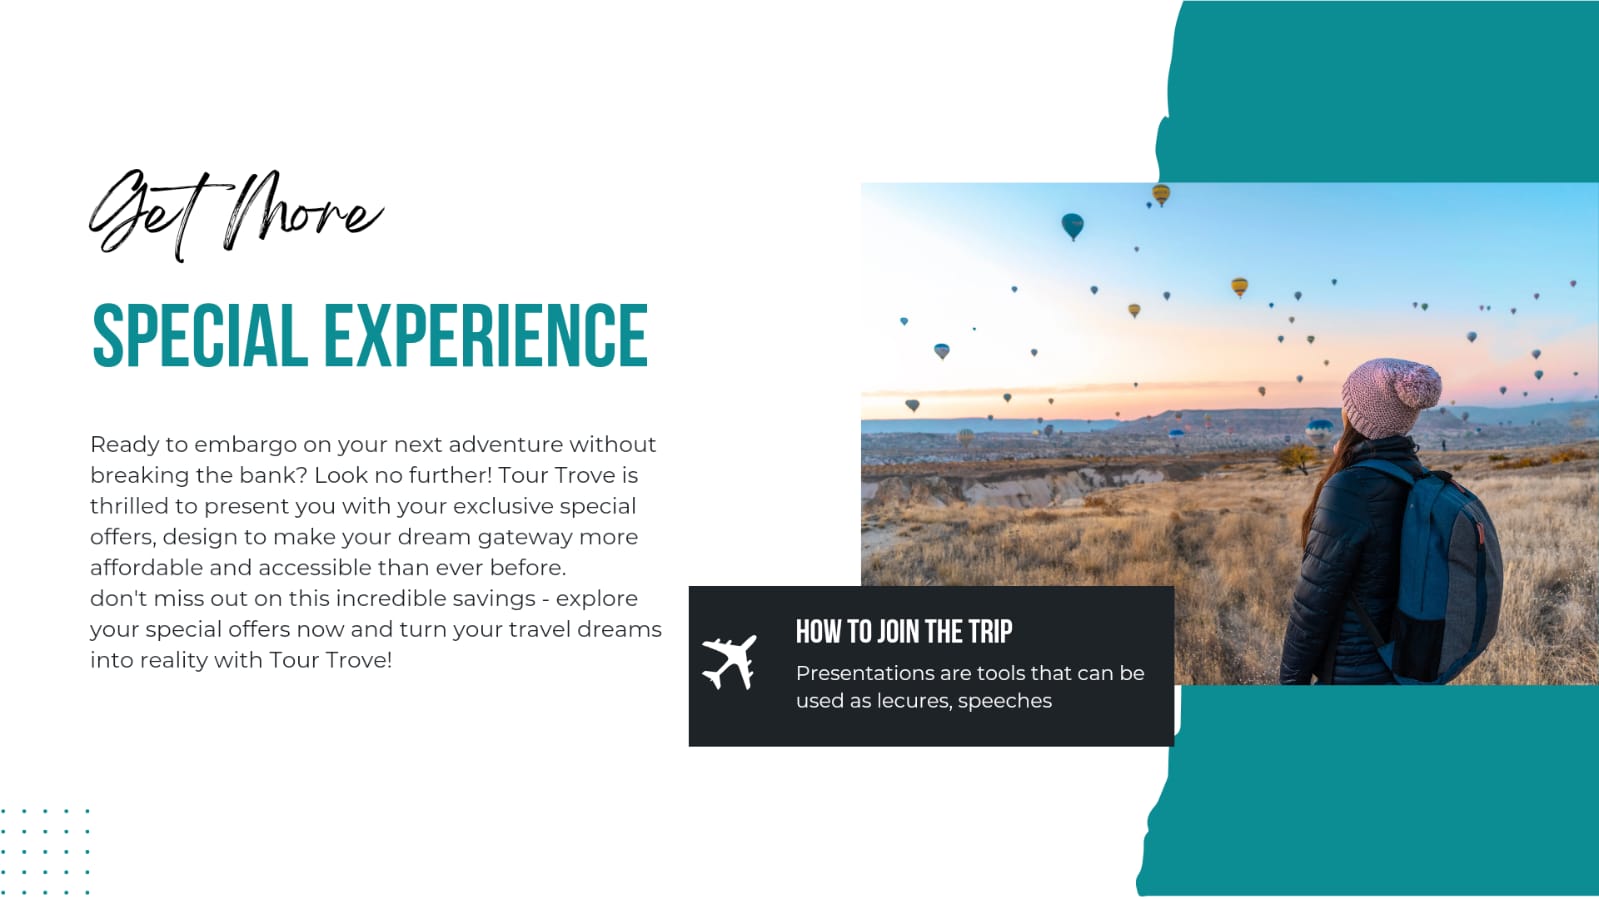 Get More
SPECIAL EXPERIENCE
Ready to embargo on your next adventure without
breaking the bank? Look no further! Tour Trove is
thrilled to present you with your exclusive special
offers, design to make your dream gateway more
affordable and accessible than ever before.
don't miss out on this incredible savings - explore
your special offers now and turn your travel dreams
into reality with Tour Trove!
HOW TO JOIN THE TRIP
Presentations are tools that can be
used as lecures, speeches